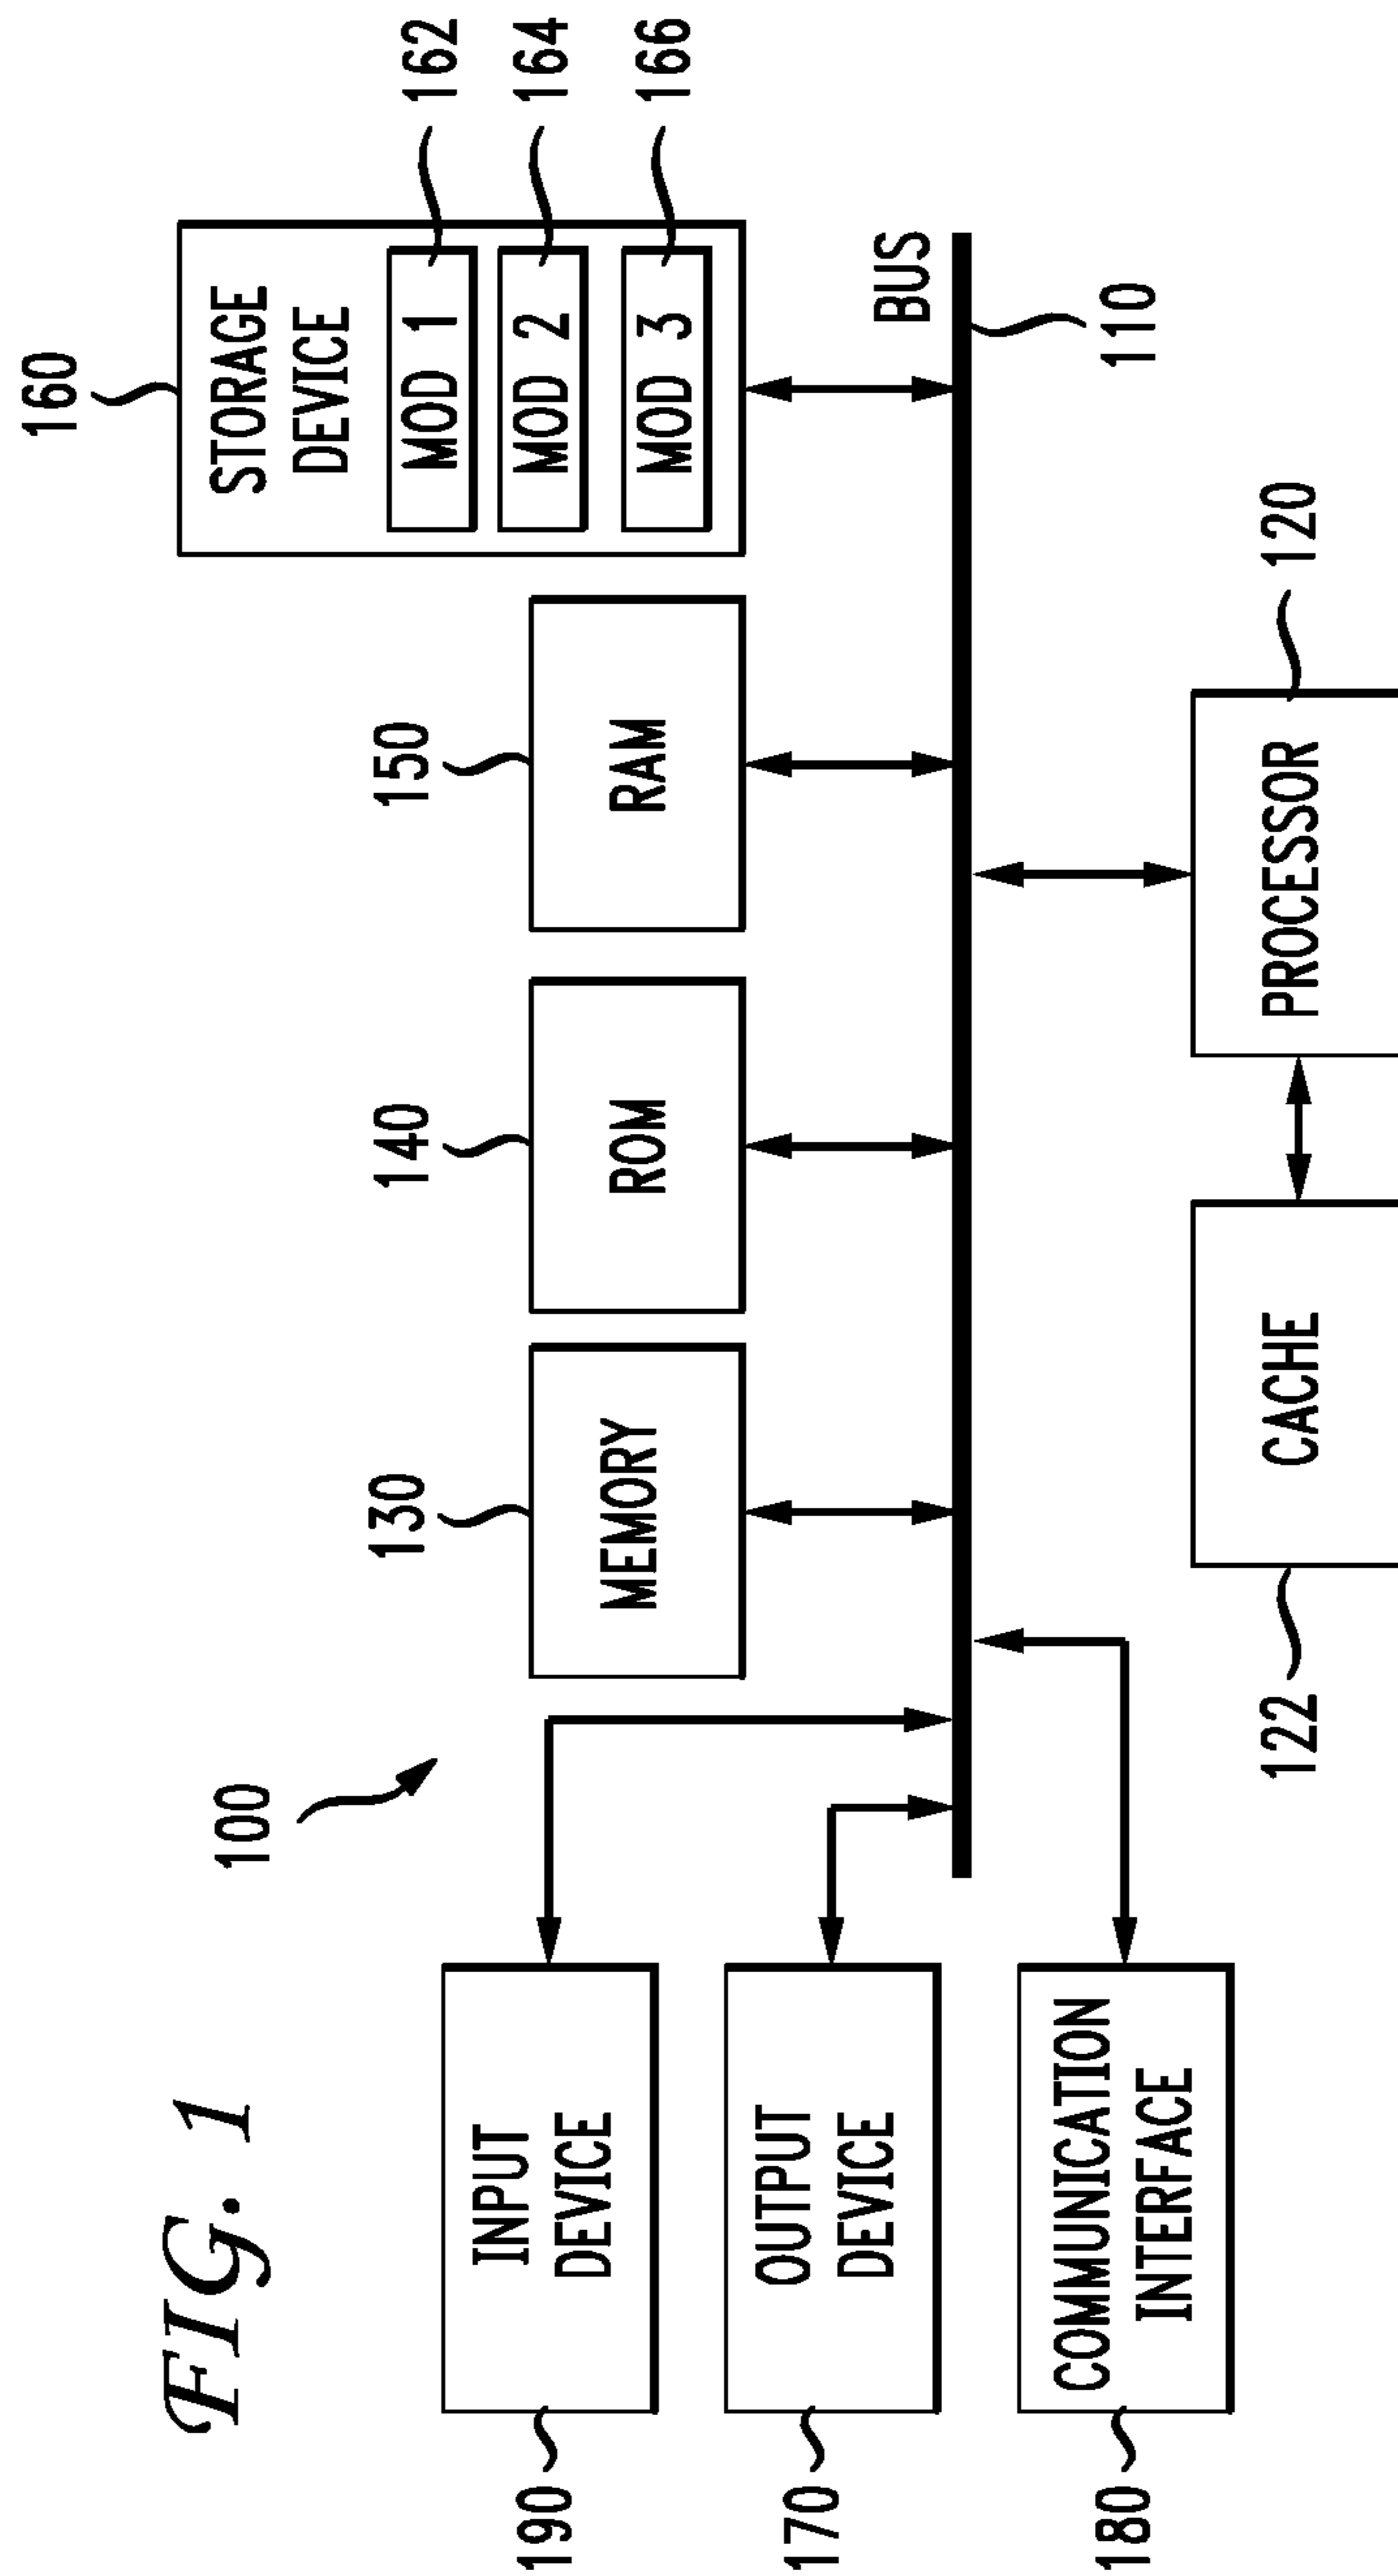 FIG. 1
100
160
STORAGE
DEVICE
MOD 1
162
MOD 2
164
MOD 3
166
130
140
150
MEMORY
ROM
RAM
190
INPUT
DEVICE
170
OUTPUT
DEVICE
BUS
110
180
COMMUNICATION
INTERFACE
122
CACHE
PROCESSOR
120